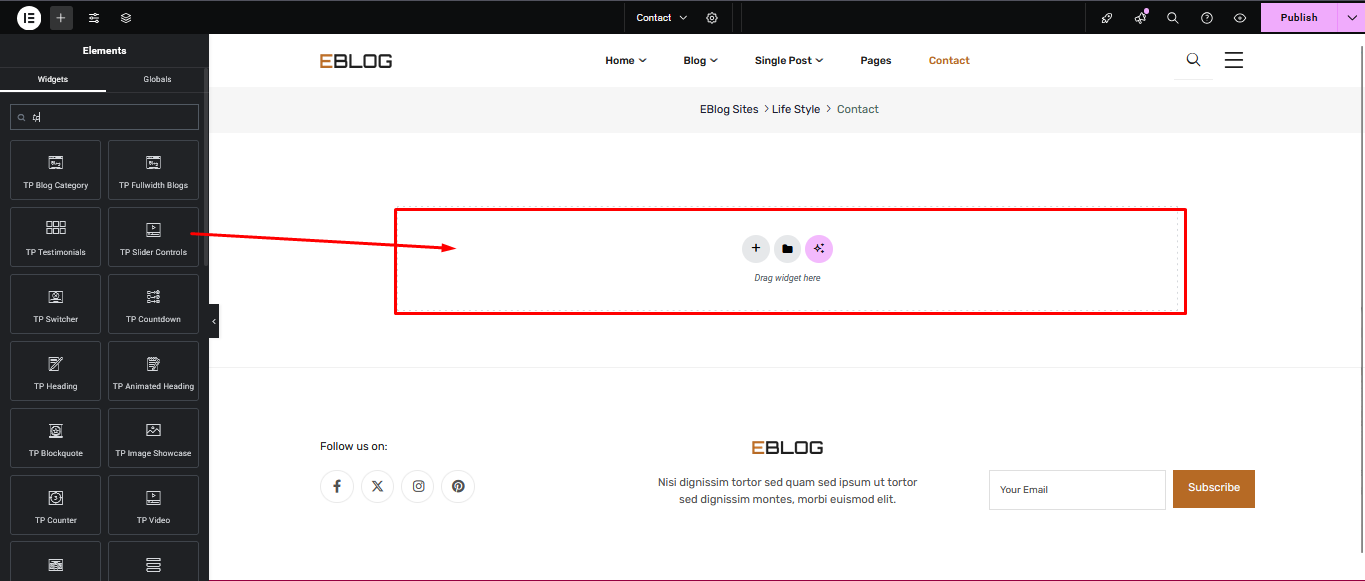 Contact
Publish
Elements
Widgets
Globals
tp
TP Blog Category
TP Fullwidth Blogs
TP Testimonials
TP Slider Controls
TP Switcher
TP Countdown
TP Heading
TP Animated Heading
TP Blockquote
TP Image Showcase
TP Counter
TP Video
EBLOG
Home
Blog
Single Post
Pages
Contact
EBlog Sites > Life Style > Contact
Drag widget here
Follow us on:
EBLOG
Nisi dignissim tortor sed quam sed ipsum ut tortor
sed dignissim montes, morbi euismod elit.
Your Email
Subscribe